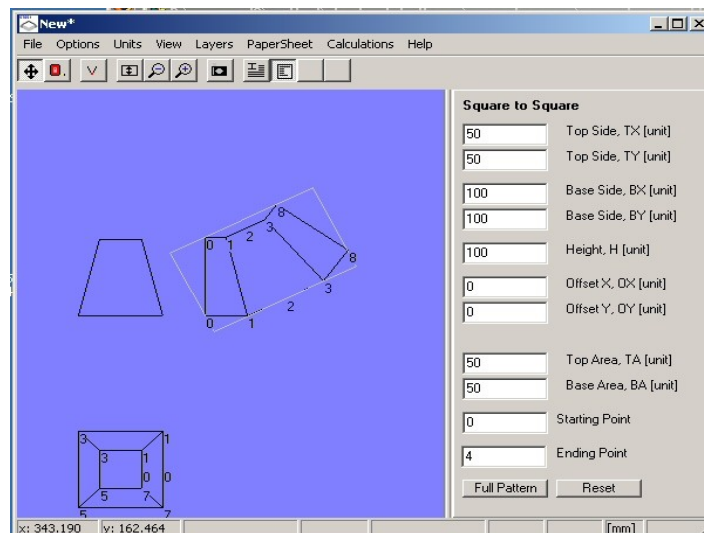 New*
File Options Units View Layers PaperSheet Calculations Help
Square to Square
50 Top Side, TX [unit]
50 Top Side, TY [unit]
100 Base Side, BX [unit]
100 Base Side, BY [unit]
100 Height, H [unit]
0 Offset X, OX [unit]
0 Offset Y, OY [unit]
50 Top Area, TA [unit]
50 Base Area, BA [unit]
0 Starting Point
4 Ending Point
Full Pattern Reset
8
0 1 2 3
8
3
0 1 2
3 1
3 1
0 0
5 7
5 7
x: 343.190 y: 162.464 [mm]